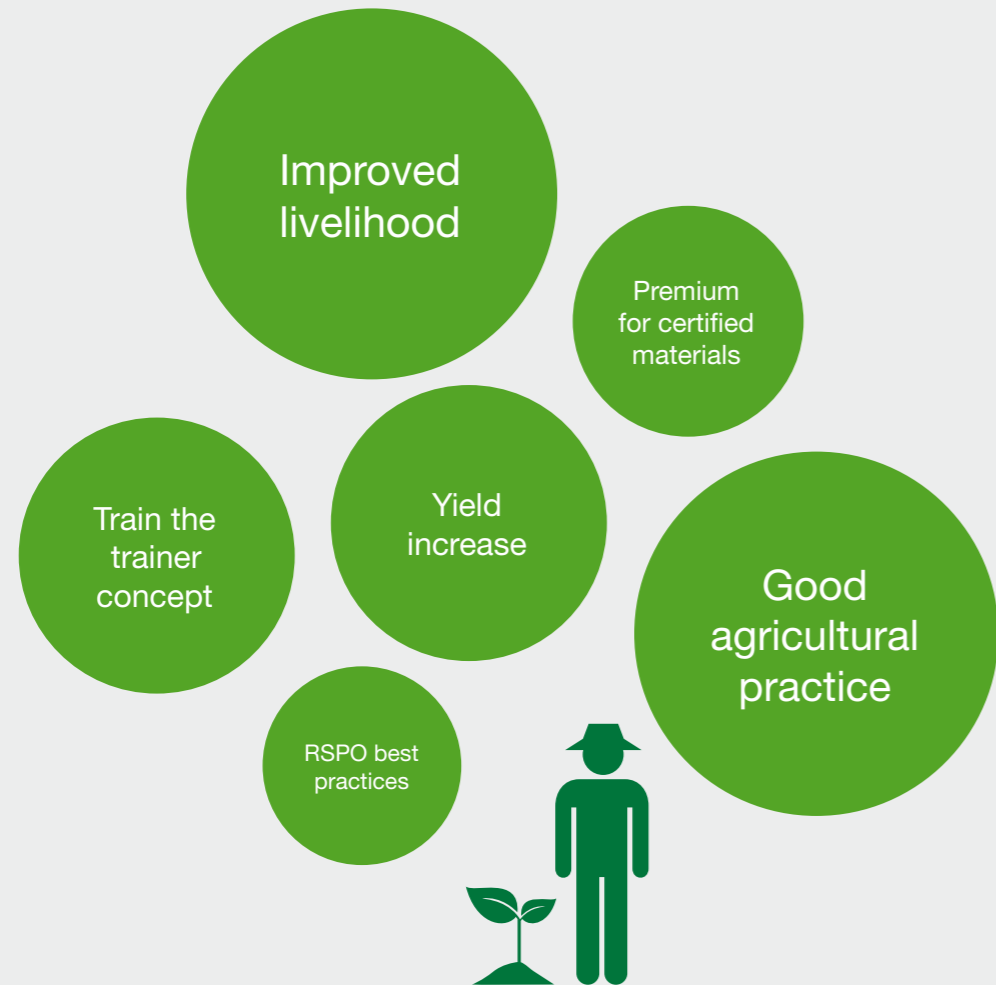 Improved
livelihood
Premium
for certified
materials
Train the
trainer
concept
Yield
increase
Good
agricultural
practice
RSPO best
practices